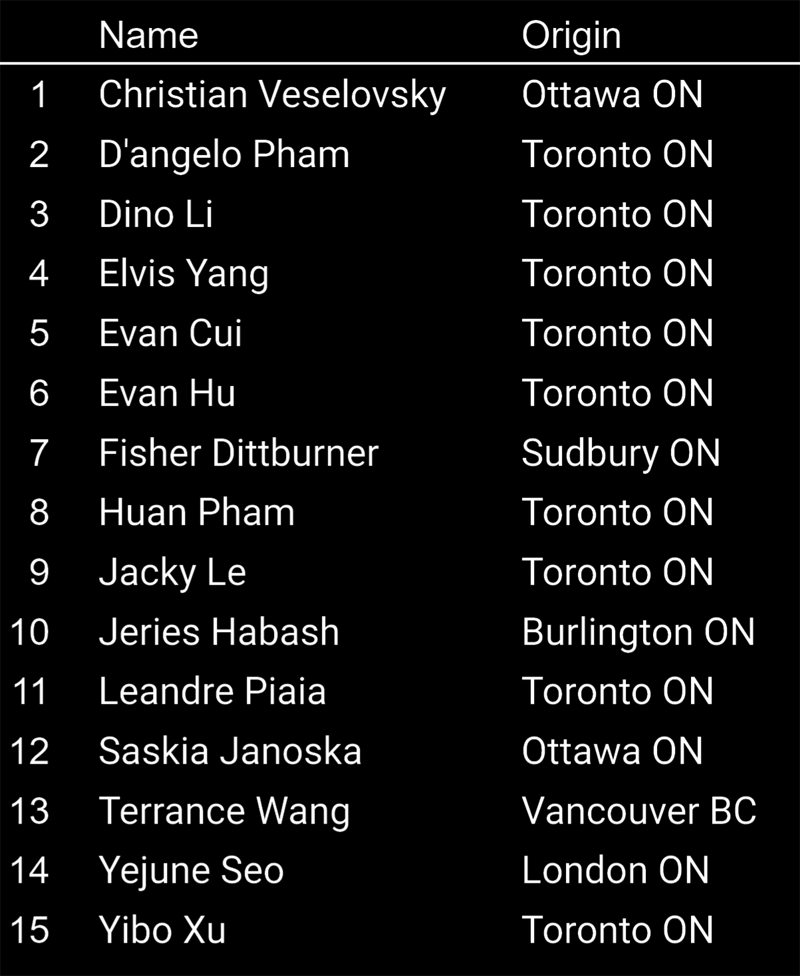 Name Origin
1 Christian Veselovsky Ottawa ON
2 D'angelo Pham Toronto ON
3 Dino Li Toronto ON
4 Elvis Yang Toronto ON
5 Evan Cui Toronto ON
6 Evan Hu Toronto ON
7 Fisher Dittburner Sudbury ON
8 Huan Pham Toronto ON
9 Jacky Le Toronto ON
10 Jeries Habash Burlington ON
11 Leandre Piaia Toronto ON
12 Saskia Janoska Ottawa ON
13 Terrance Wang Vancouver BC
14 Yejune Seo London ON
15 Yibo Xu Toronto ON